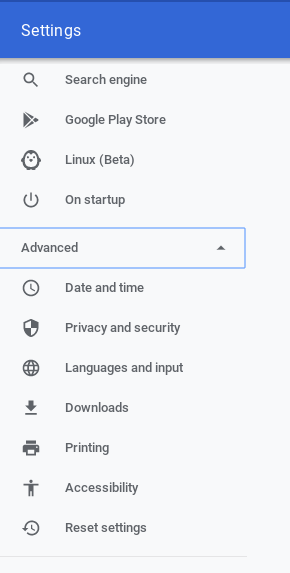 Settings
Search engine
Google Play Store
Linux (Beta)
On startup
Advanced
Date and time
Privacy and security
Languages and input
Downloads
Printing
Accessibility
Reset settings